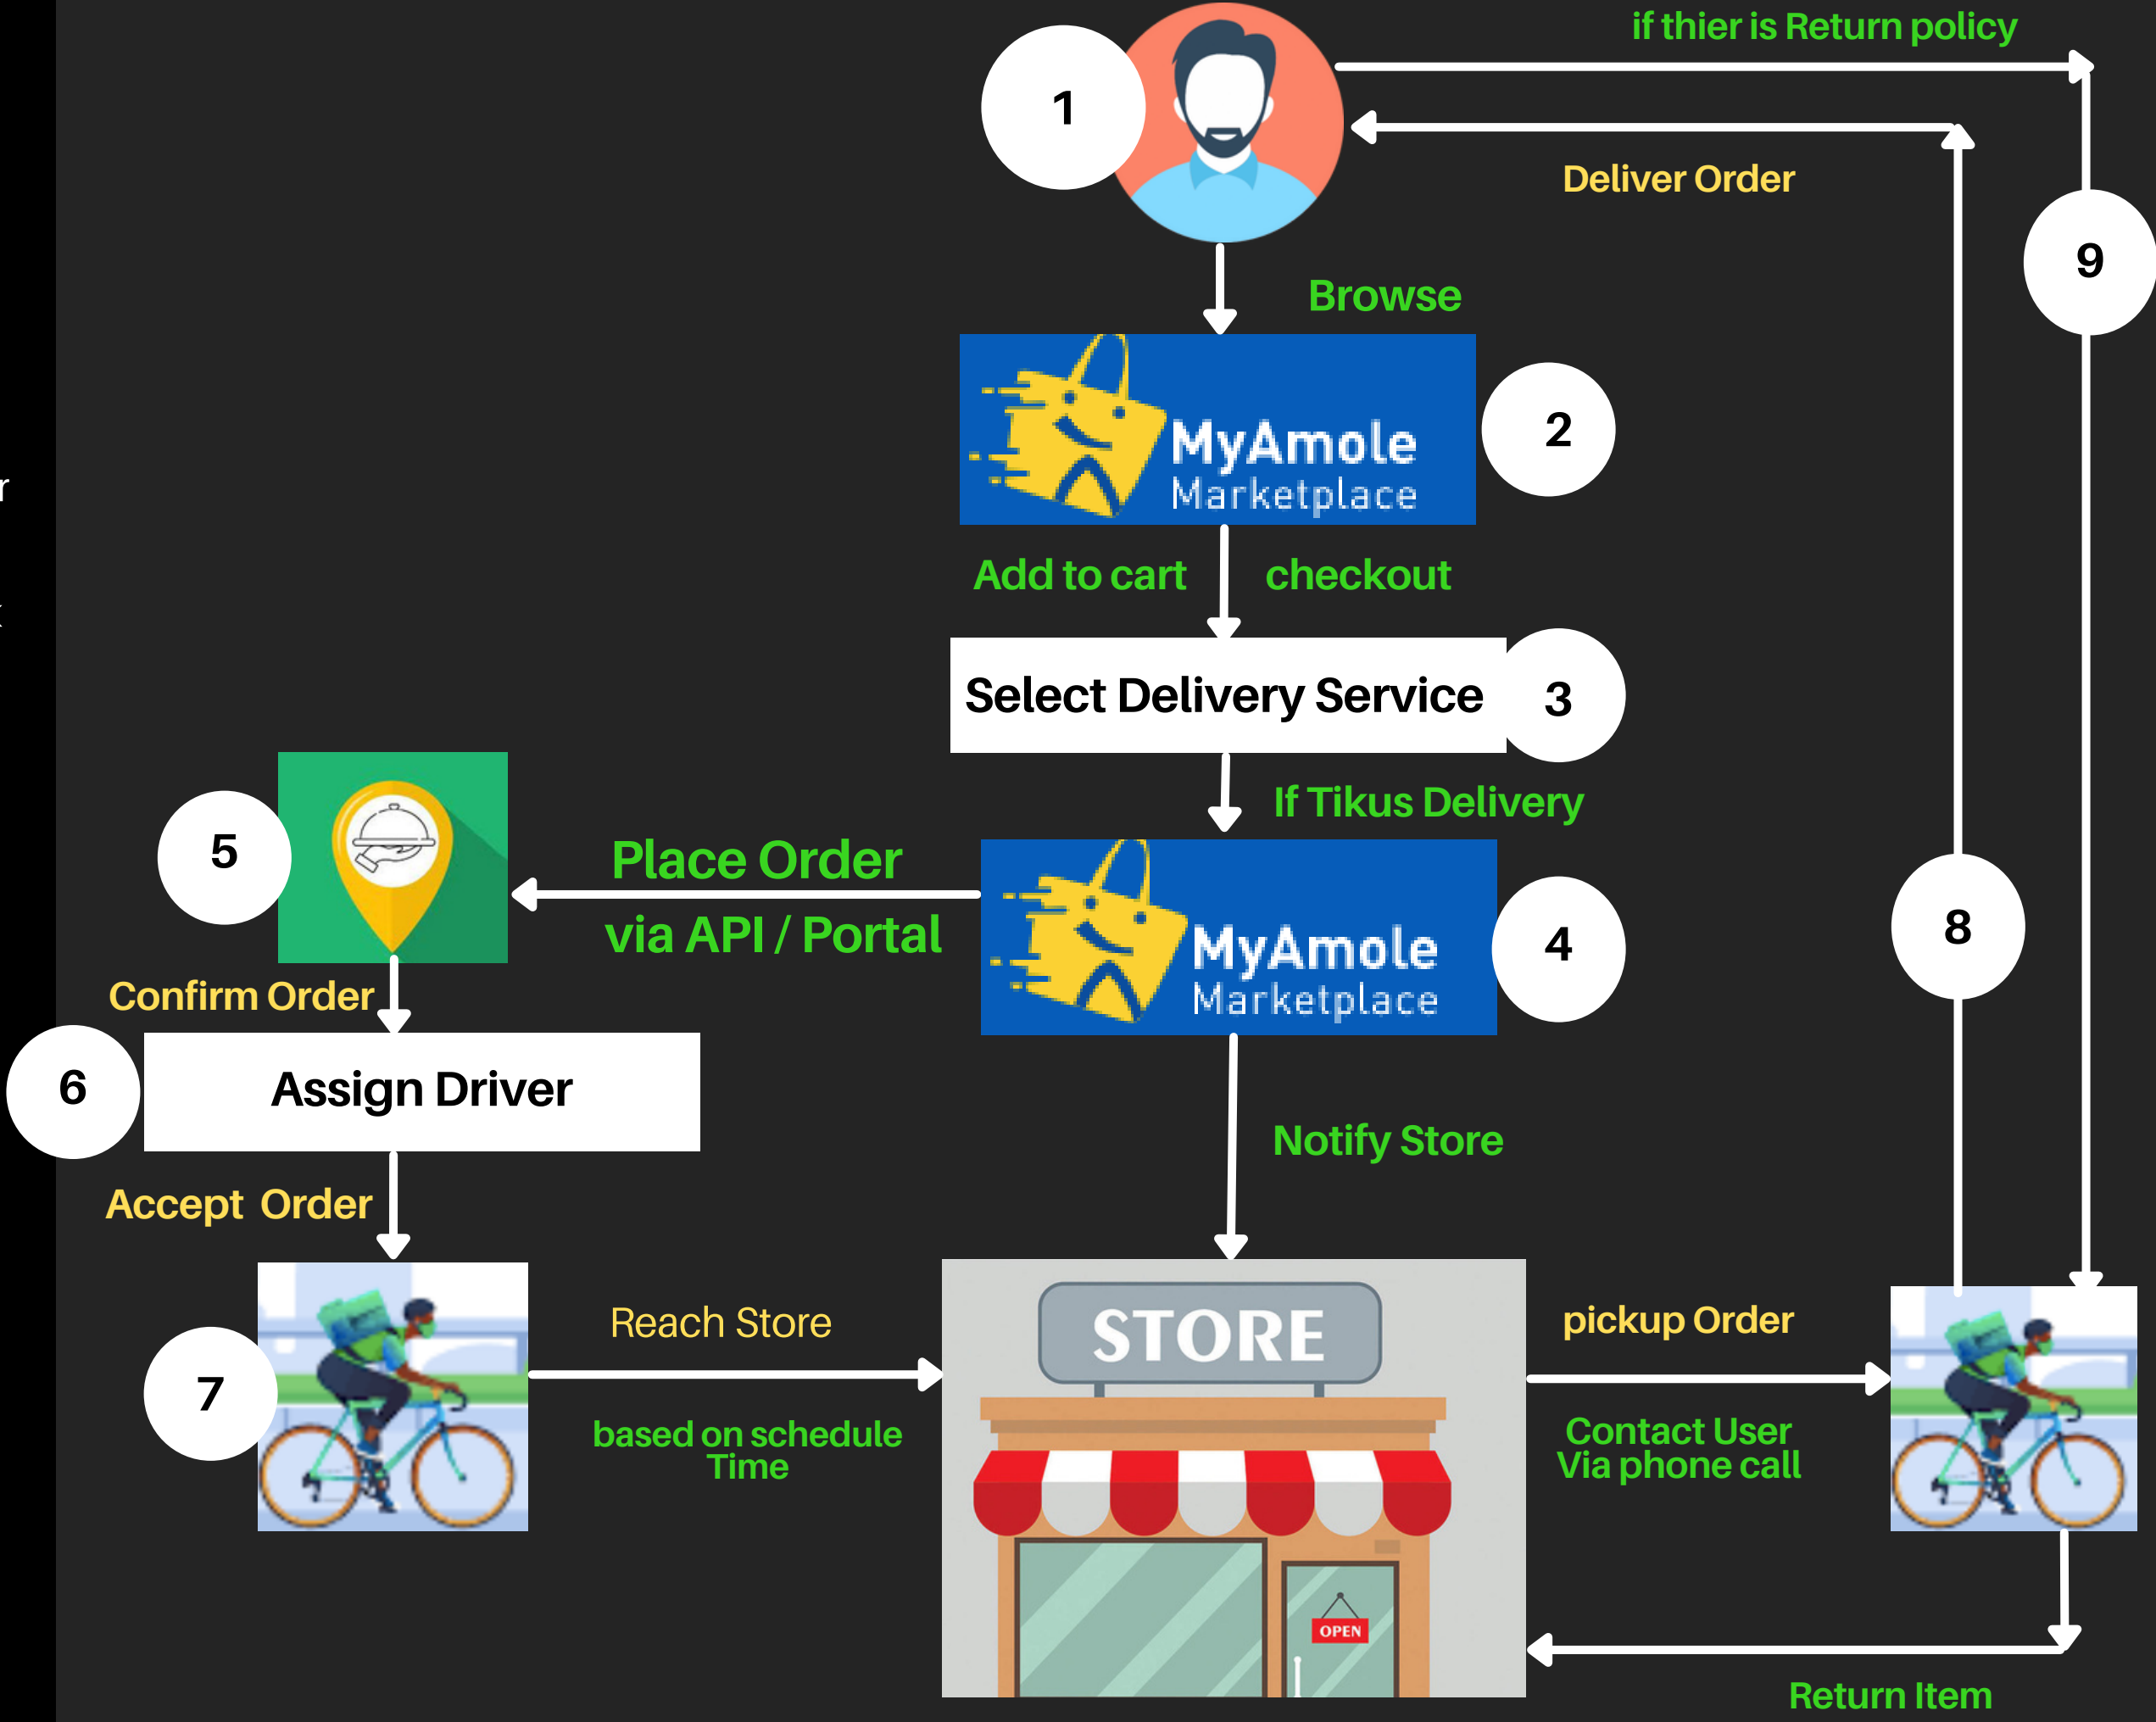 if thier is Return policy
1
Deliver Order
9
Browse
MyAmole
Marketplace
2
Add to cart
checkout
Select Delivery Service
3
If Tikus Delivery
5
Place Order
via API / Portal
MyAmole
Marketplace
4
8
Confirm Order
6
Assign Driver
Notify Store
Accept Order
7
Reach Store
based on schedule
Time
STORE
OPEN
pickup Order
Contact User
Via phone call
Return Item